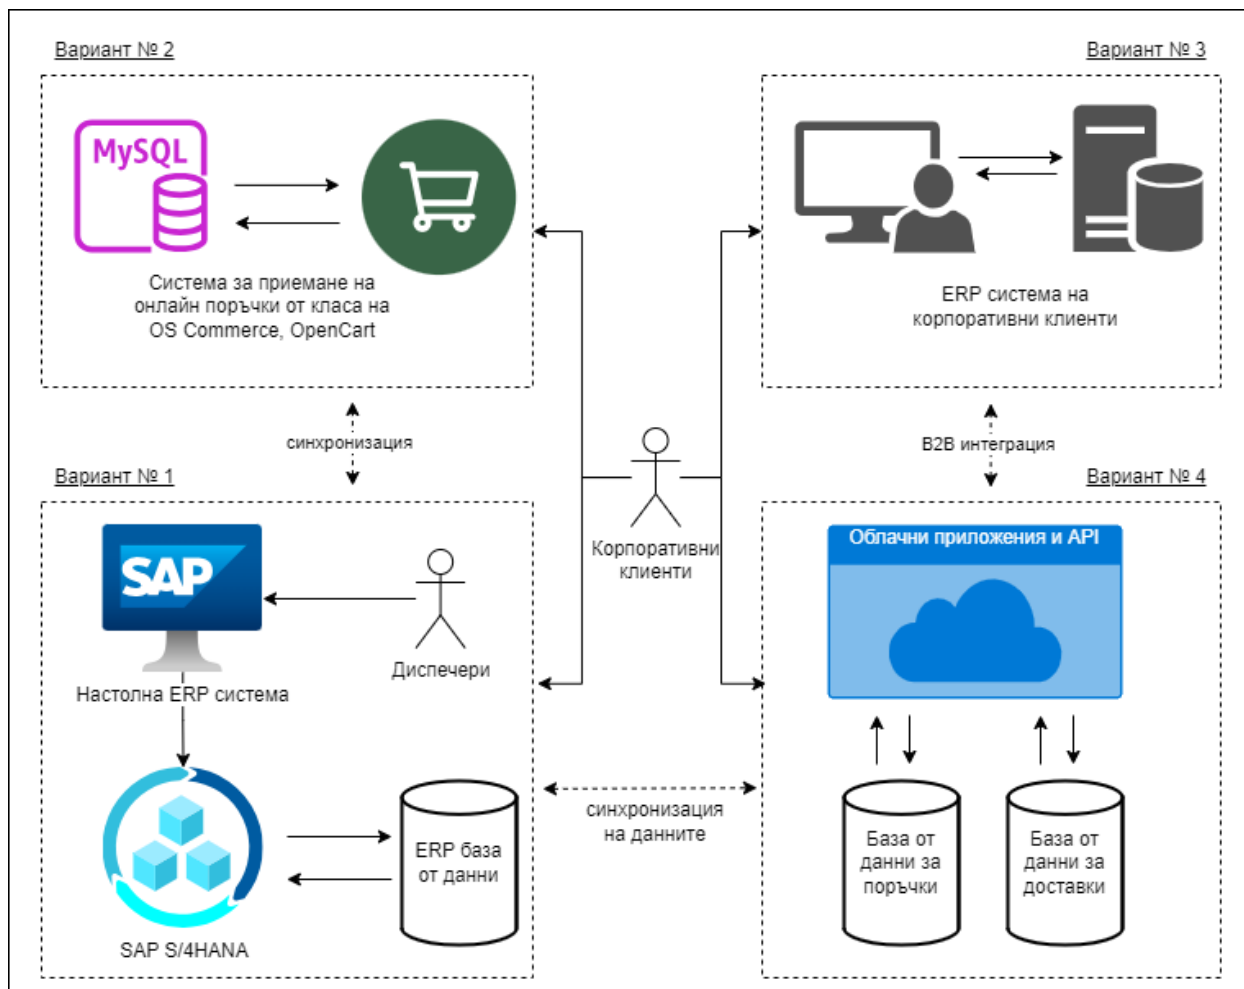 Вариант № 2
MySQL
Система за приемане на
онлайн поръчки от класа на
OS Commerce, OpenCart
Вариант № 3
ERP система на
корпоративни клиенти
синхронизация
B2B интеграция
Корпоративни
клиенти
Вариант № 1
SAP
Настолна ERP система
Диспечери
SAP S/4HANA
ERP база
от данни
синхронизация
на данните
Вариант № 4
Облачни приложения и API
База от
данни за
поръчки
База от
данни за
доставки